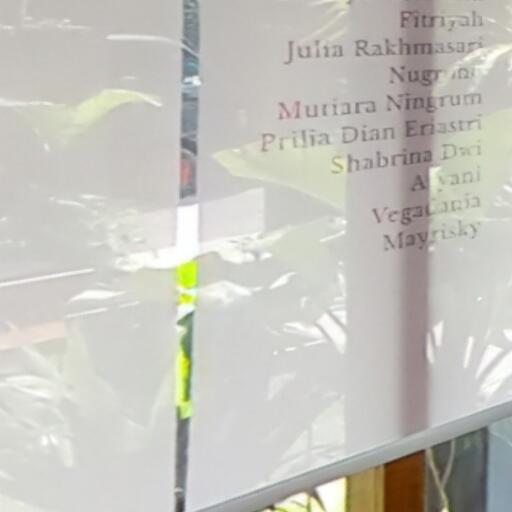 Fitriyah
Julia Rakhmasari
Mutiara Ningrum
Prilia Dian Eriastri
Shabrina Dwi
Vegadania
Mayrisky